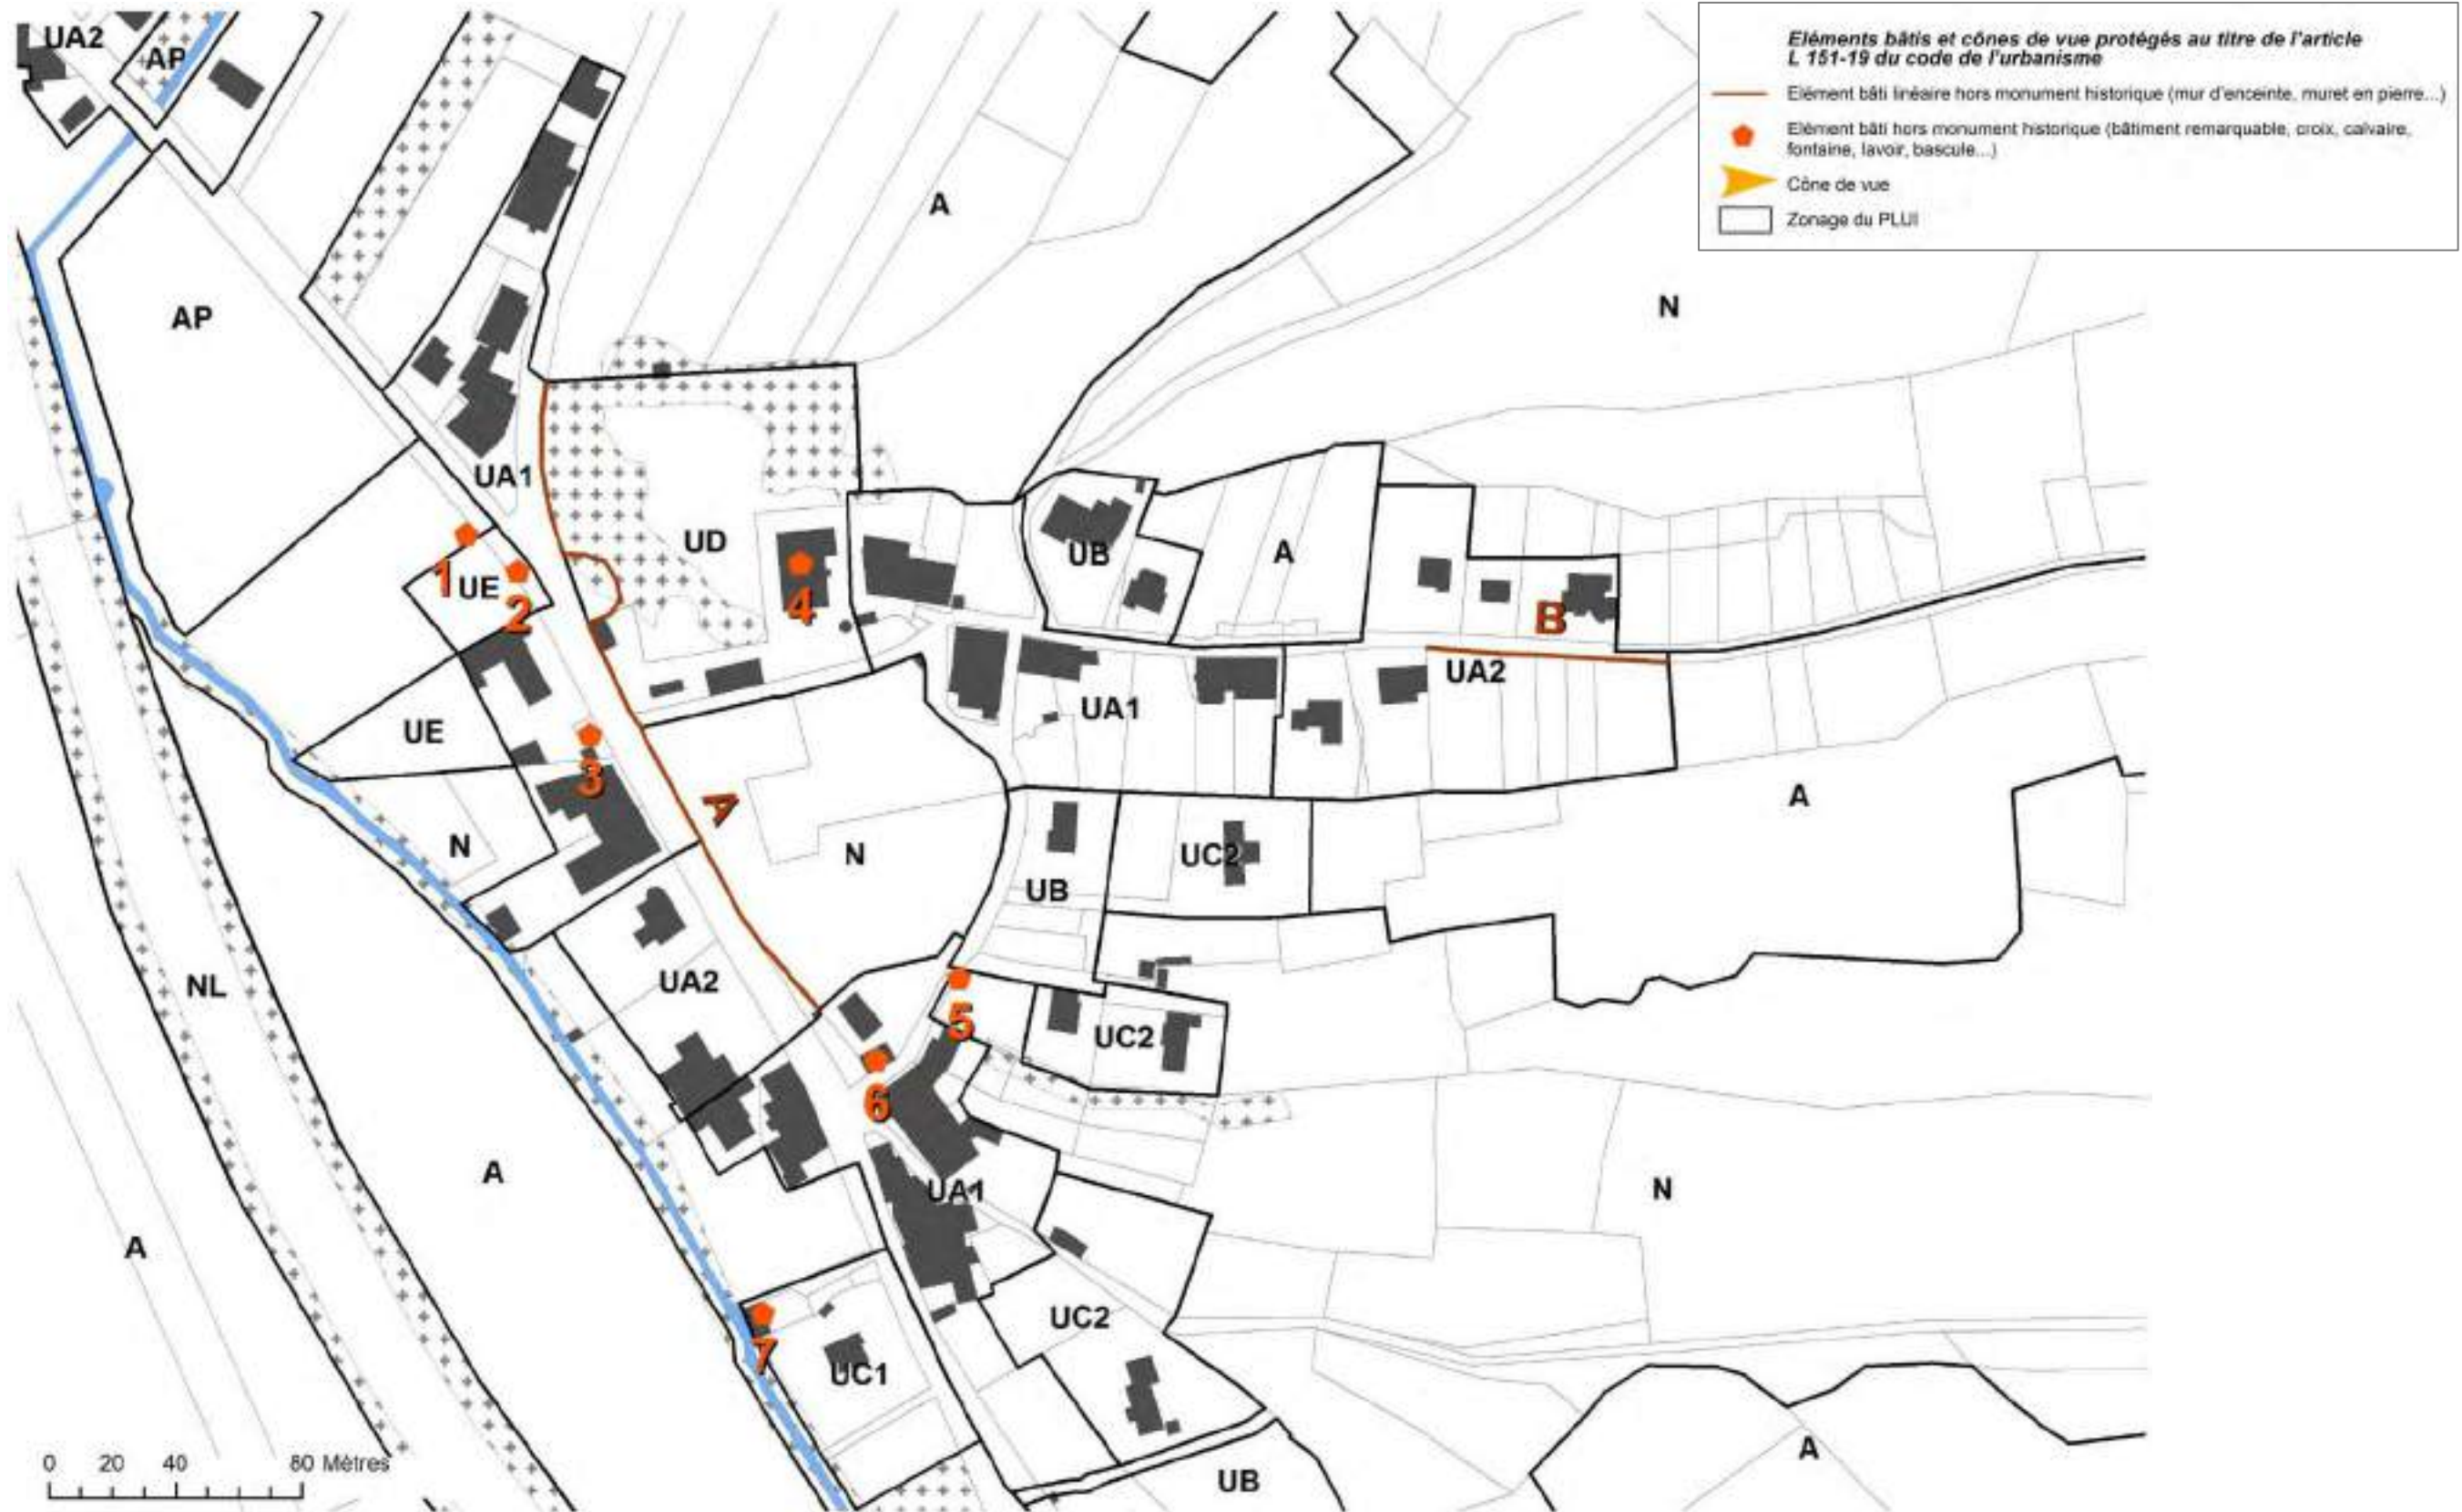 Eléments bâtis et cônes de vue protégés au titre de l'article
L 151-19 du code de l'urbanisme
Elément bâti linéaire hors monument historique (mur d'enceinte, muret en pierre...)
Elément bâti hors monument historique (bâtiment remarquable, croix, calvaire,
fontaine, lavoir, bascule...)
Cône de vue
Zonage du PLUI
UA2
AP
A
N
AP
UA1
UD
UB
A
1
UE
2
4
B
UA2
UE
UA1
3
A
A
N
N
UC2
UB
NL
UA2
5
UC2
6
A
UA1
N
A
UC2
7
UC1
A
UB
0 20 40 80 Mètres